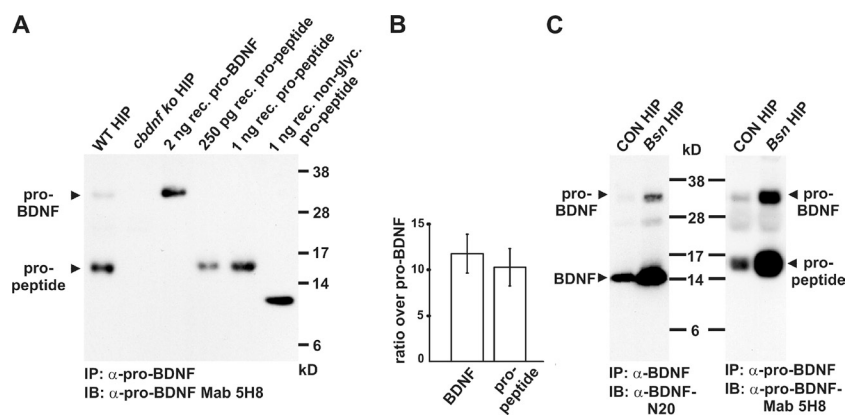 A
WT HIP
cbdnf ko HIP
2 ng rec. pro-BDNF
250 pg rec. pro-peptide
1 ng rec. pro-peptide
1 ng rec. non-glyc.
pro-peptide
pro-
BDNF
pro-
peptide
38
28
17
14
6
kD
IP: α-pro-BDNF
IB: α-pro-BDNF Mab 5H8
B
ratio over pro-BDNF
15
10
5
0
BDNF
pro-
peptide
C
CON HIP
Bsn HIP
kD
CON HIP
Bsn HIP
pro-
BDNF
BDNF
38
28
17
14
6
pro-
BDNF
pro-
peptide
IP: α-BDNF
IB: α-BDNF-
N20
IP: α-pro-BDNF
IB: α-pro-BDNF-
Mab 5H8